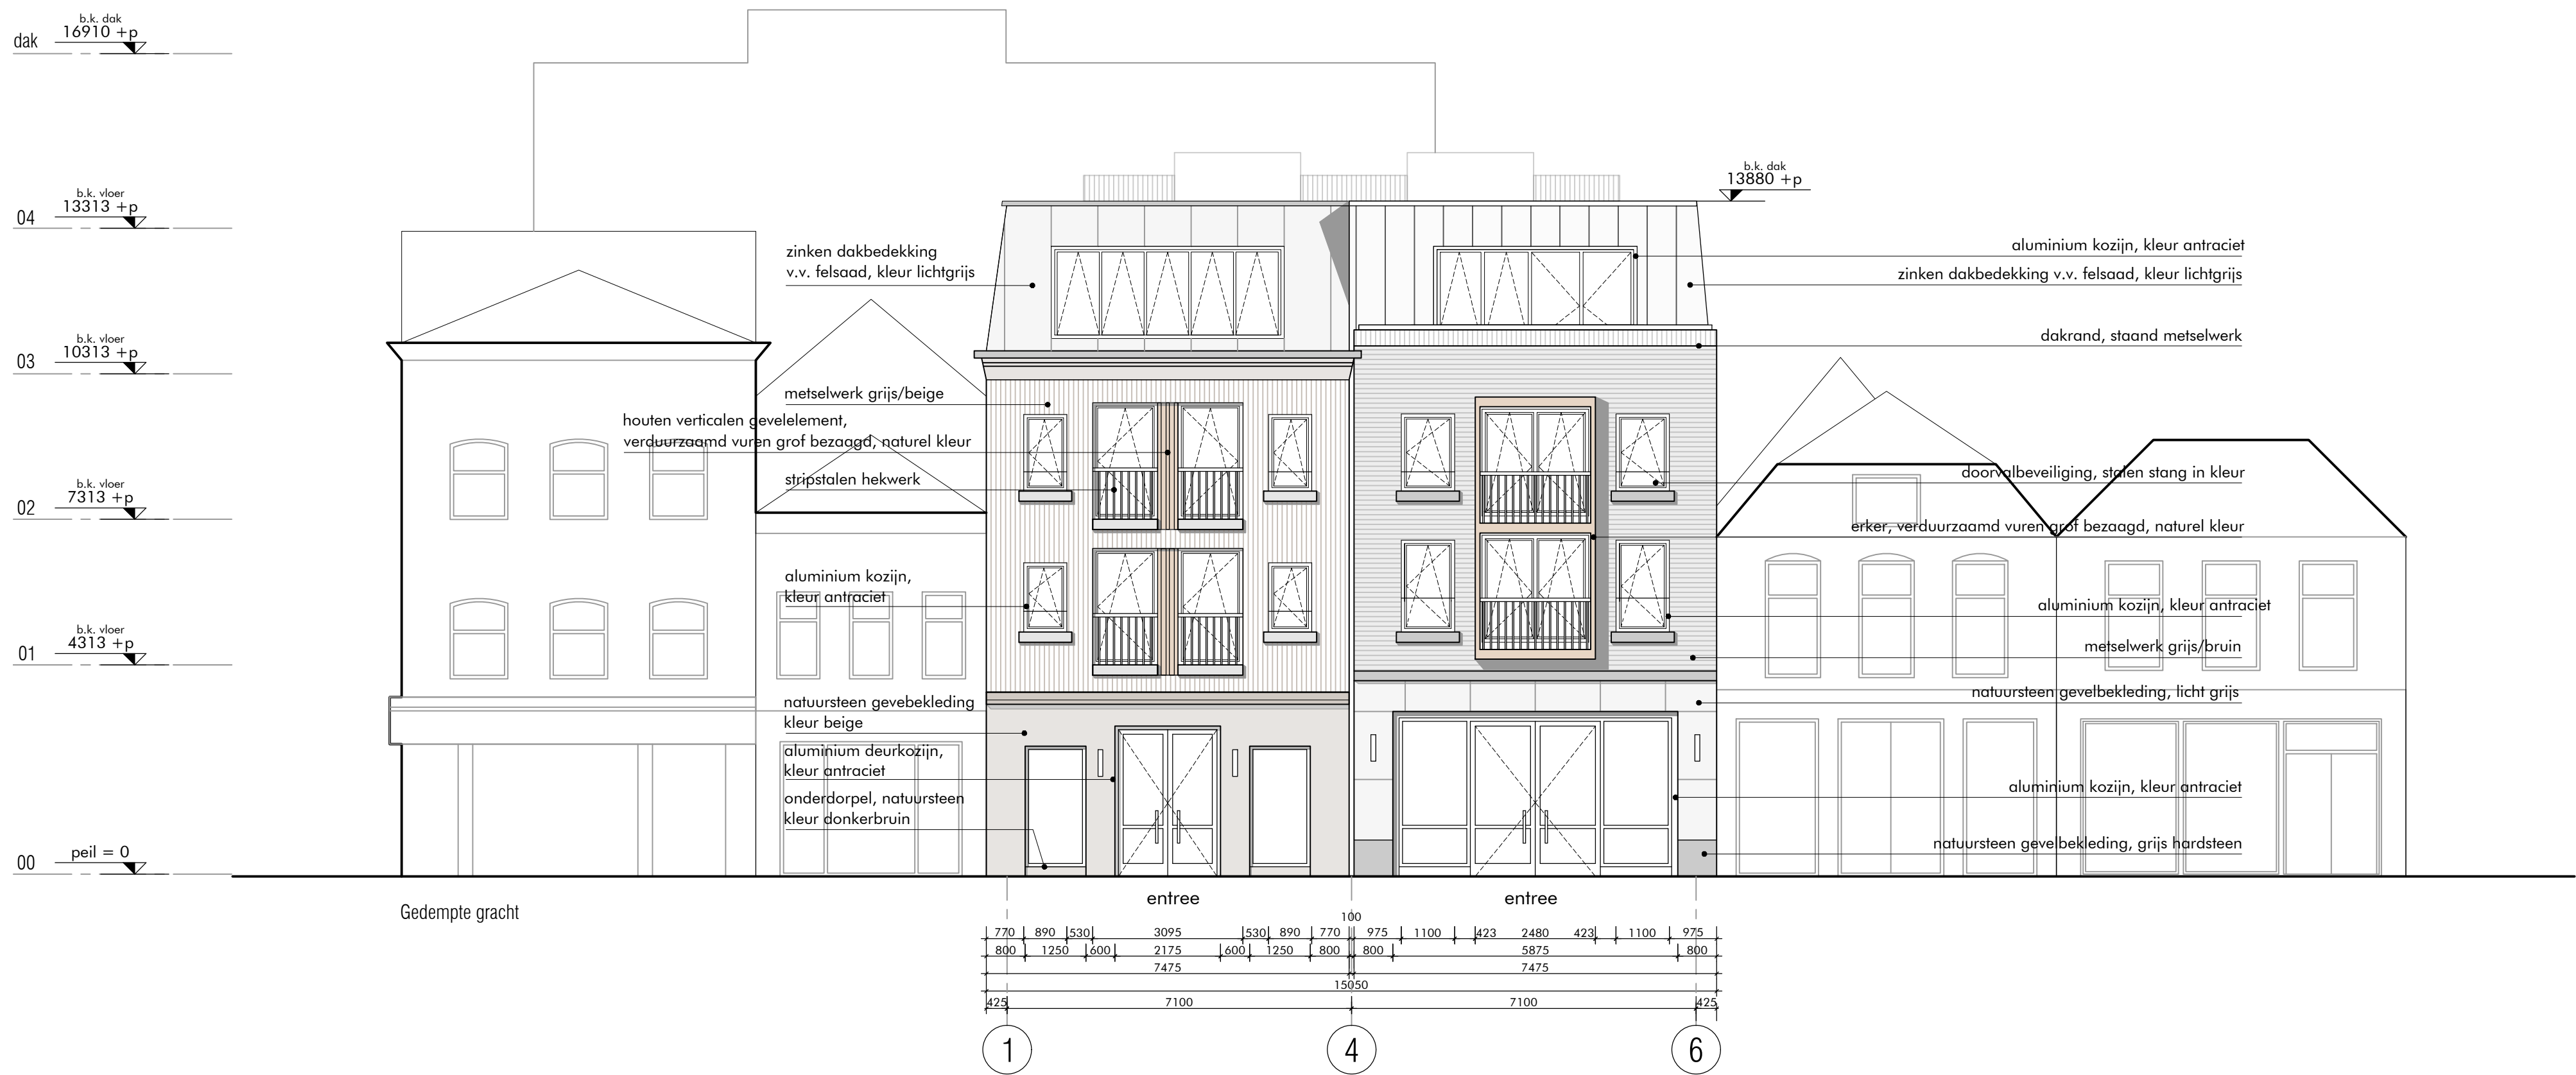 b.k. dak
dak 16910 +p
b.k. vloer
04 13313 +p
b.k. vloer
03 10313 +p
b.k. vloer
02 7313 +p
b.k. vloer
01 4313 +p
00 peil = 0
zinken dakbedekking
v.v. felsaad, kleur lichtgrijs
metselwerk grijs/beige
houten verticalen gevelelement,
verduurzaamd vuren grof bezaagd, naturel kleur
stripstalen hekwerk
aluminium kozijn,
kleur antraciet
natuursteen gevebekleding
kleur beige
aluminium deurkozijn,
kleur antraciet
onderdorpel, natuursteen
kleur donkerbruin
b.k. dak
13880 +p
aluminium kozijn, kleur antraciet
zinken dakbedekking v.v. felsaad, kleur lichtgrijs
dakrand, staand metselwerk
doorvalbeveiliging, stalen stang in kleur
erker, verduurzaamd vuren grof bezaagd, naturel kleur
aluminium kozijn, kleur antraciet
metselwerk grijs/bruin
natuursteen gevelbekleding, licht grijs
aluminium kozijn, kleur antraciet
natuursteen gevelbekleding, grijs hardsteen
Gedempte gracht
entree entree
100
770 890 530 3095 530 890 770 975 1100 423 2480 423 1100 975
800 1250 600 2175 600 1250 800 800 5875 800
7475 7475
15050
425 7100 7100 425
1 4 6